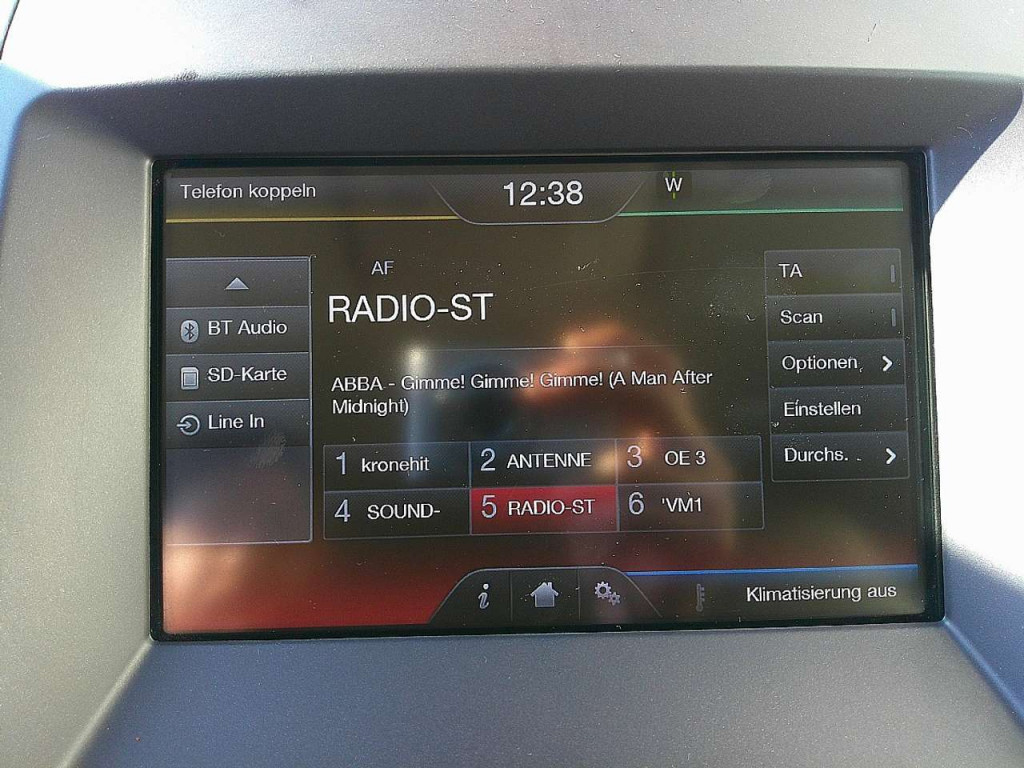 Telefon koppeln
12:38
W
AF
RADIO-ST
BT Audio
SD-Karte
Line In
ABBA - Gimme! Gimme! Gimme! (A Man After
Midnight)
TA
Scan
Optionen
Einstellen
Durchs. . .
1 kronehit 2 ANTENNE 3 OE 3
4 SOUND- 5 RADIO-ST 6 'VM1
i
Klimatisierung aus